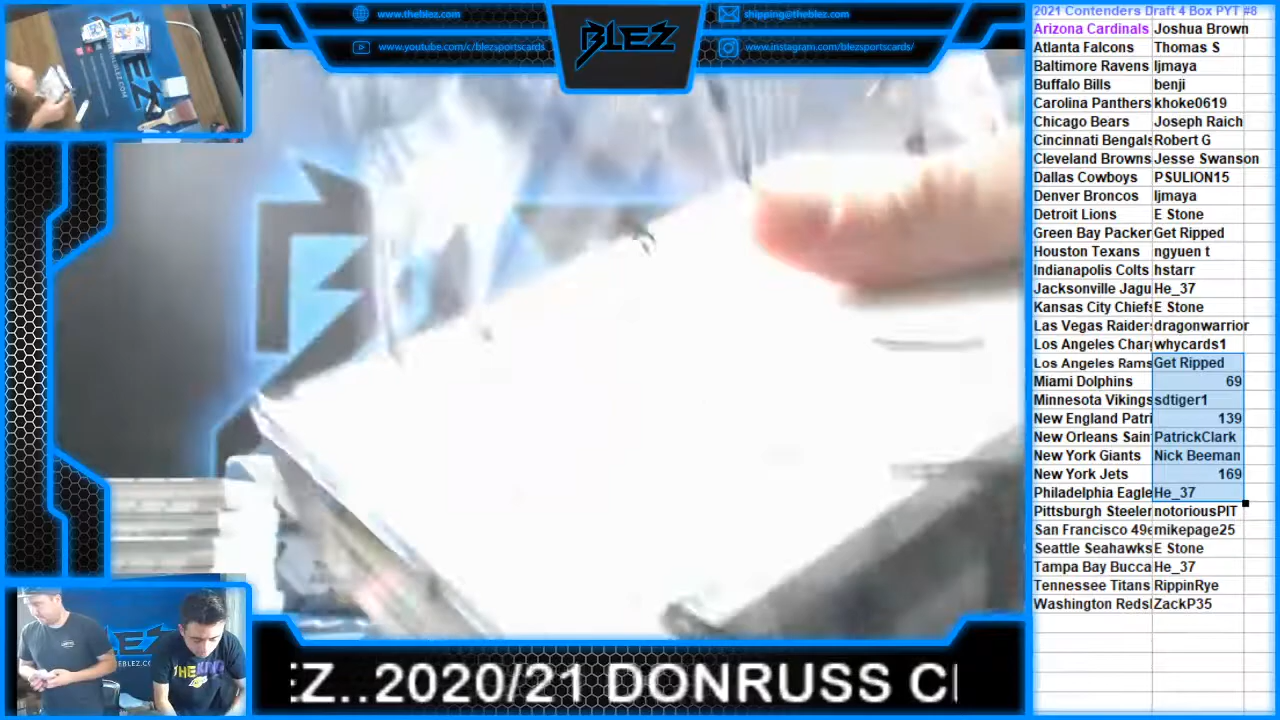 www.theblez.com
shipping@theblez.com
www.youtube.com/c/blezsportscards
www.instagram.com/blezsportscards/
BLEZ
2021 Contenders Draft 4 Box PYT #8
Arizona Cardinals Joshua Brown
Atlanta Falcons Thomas S
Baltimore Ravens ljmaya
Buffalo Bills benji
Carolina Panthers khoke0619
Chicago Bears Joseph Raich
Cincinnati Bengals Robert G
Cleveland Browns Jesse Swanson
Dallas Cowboys PSULION15
Denver Broncos ljmaya
Detroit Lions E Stone
Green Bay Packer Get Ripped
Houston Texans ngyuen t
Indianapolis Colts hstarr
Jacksonville Jagu He_37
Kansas City Chiefs E Stone
Las Vegas Raiders dragonwarrior
Los Angeles Char whycards1
Los Angeles Rams Get Ripped
Miami Dolphins 69
Minnesota Vikings sdtiger1
New England Patri 139
New Orleans Sain PatrickClark
New York Giants Nick Beeman
New York Jets 169
Philadelphia Eagle He_37
Pittsburgh Steeler notoriousPIT
San Francisco 49e mikepage25
Seattle Seahawks E Stone
Tampa Bay Bucca He_37
Tennessee Titans RippinRye
Washington Reds ZackP35
EZ..2020/21 DONRUSS C